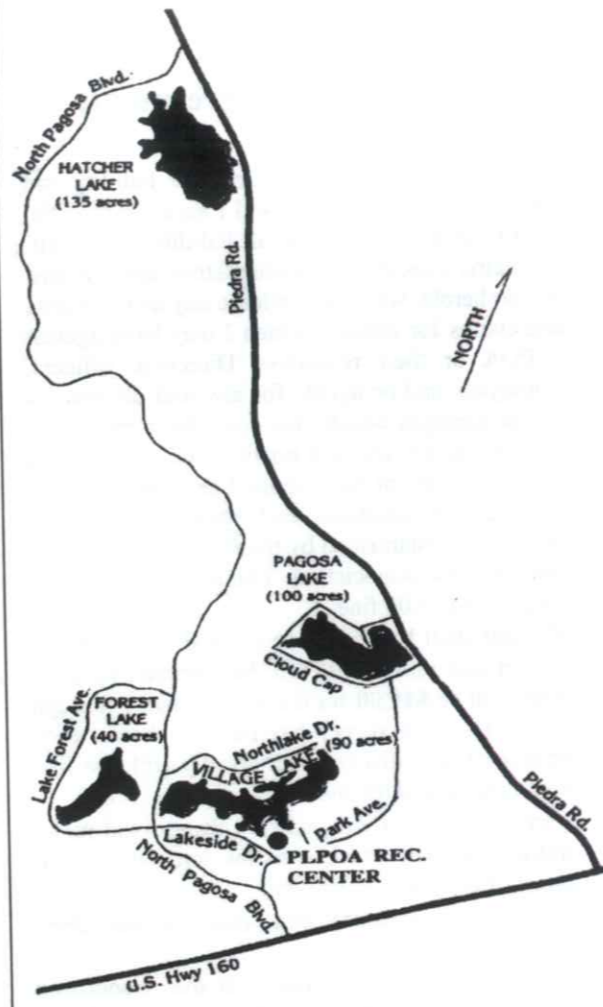 North Pagosa Blvd.
HATCHER
LAKE
(135 acres)
Piedra Rd.
NORTH
PAGOSA
LAKE
(100 acres)
Cloud Cap
Lake Forest Ave.
FOREST
LAKE
(40 acres)
Northlake Dr.
VILLAGE LAKE (90 acres)
Park Ave.
Piedra Rd.
Lakeside Dr.
PLPOA REC.
CENTER
North Pagosa Blvd.
U.S. Hwy 160